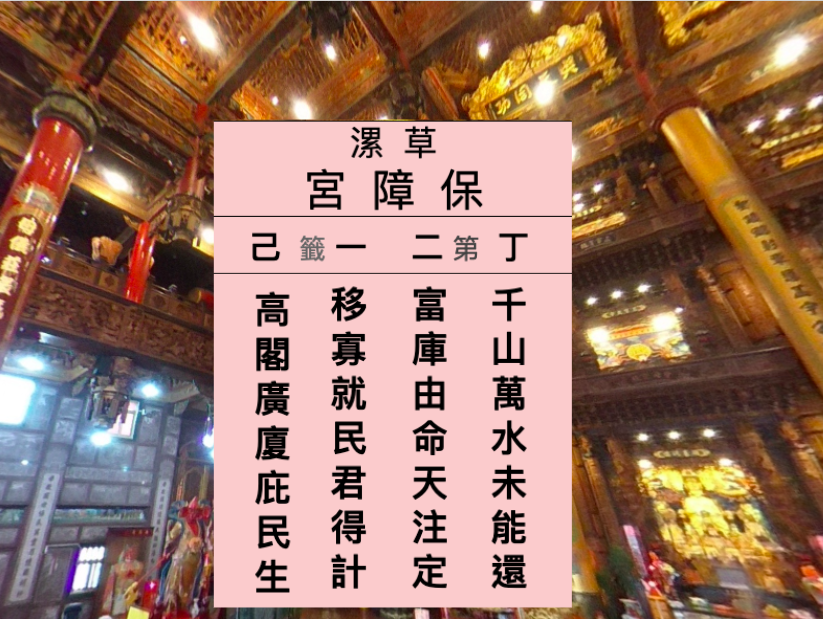 草漯
保障宮
丁 第二一籤 己
千山萬水未能還
富庫由命天注定
移寡就民君得計
高閣廣廈庇民生